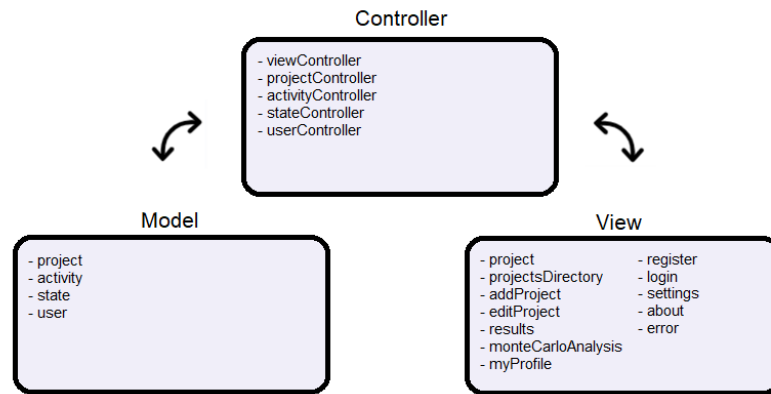 Controller
- viewController
- projectController
- activityController
- stateController
- userController
Model
- project
- activity
- state
- user
View
- project
- projectsDirectory
- addProject
- editProject
- results
- monteCarloAnalysis
- myProfile
- register
- login
- settings
- about
- error